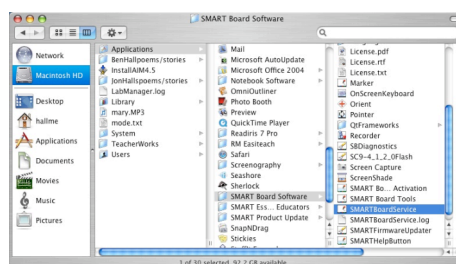 SMART Board Software
Network
Macintosh HD
Desktop
hallme
Applications
Documents
Movies
Music
Pictures
Applications
BenHallpoems/stories
InstallAIM4.5
JonHallspoems/stories
LabManager.log
Library
mary.MP3
mode.txt
System
TeacherWorks
Users
Mail
Microsoft AutoUpdate
Microsoft Office 2004
Notebook Software
OmniOutliner
Photo Booth
Preview
QuickTime Player
Readiris 7 Pro
RM Easiteach
Safari
Screenography
Seashore
Sherlock
SMART Board Software
SMART Ess... Educators
SMART Product Update
SnapNDrag
Stickies
License.pdf
License.rtf
License.txt
Marker
OnScreenKeyboard
Orient
Pointer
QtFrameworks
Recorder
SBDiagnostics
SC9-4_1_2_0Flash
Screen Capture
ScreenShade
SMART Bo... Activation
SMART Board Tools
SMARTBoardService
SMARTBoardService.log
SMARTFirmwareUpdater
SMARTHelpButton
1 of 30 selected, 92.2 GB available